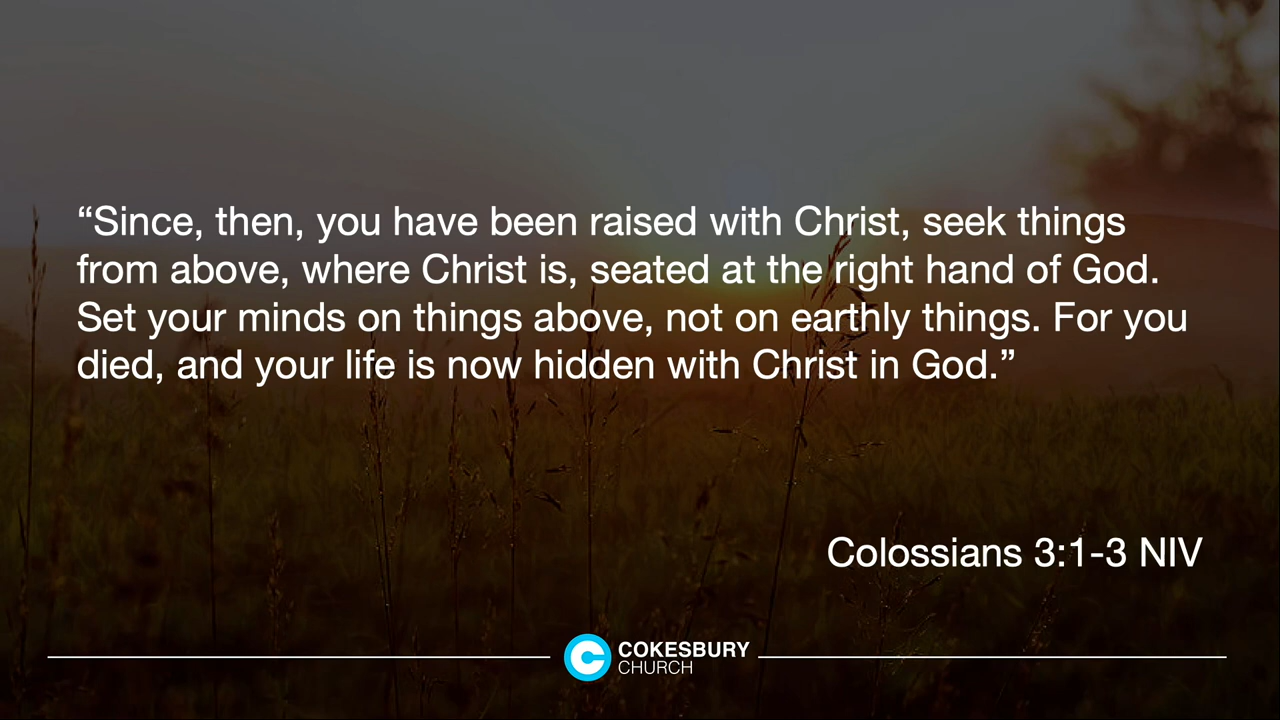 “Since, then, you have been raised with Christ, seek things
from above, where Christ is, seated at the right hand of God.
Set your minds on things above, not on earthly things. For you
died, and your life is now hidden with Christ in God.”
Colossians 3:1-3 NIV
COKESBURY
CHURCH